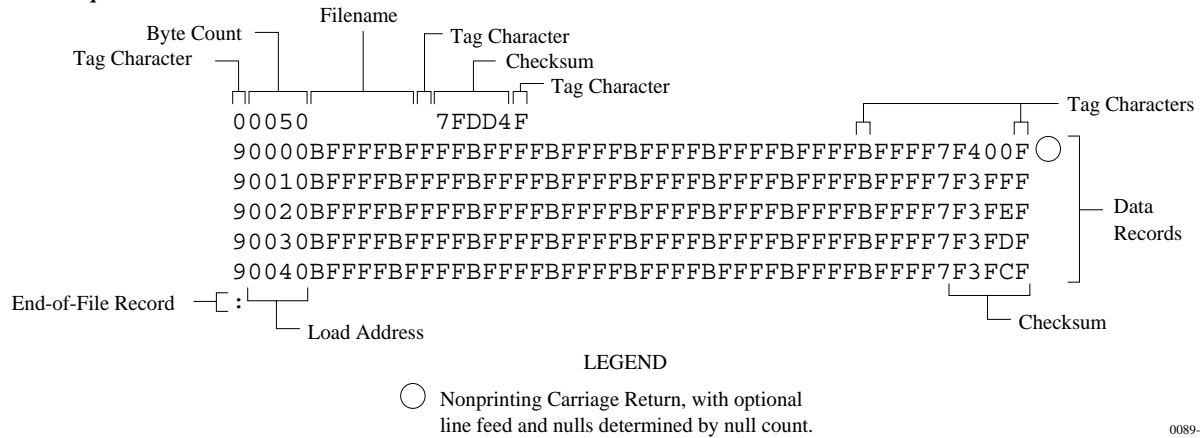 Filename
Byte Count
Tag Character
Tag Character
Checksum
Tag Character
Tag Characters
00050 7FDD4F
90000BFFFFBFFFFBFFFFBFFFFBFFFFBFFFFBFFFFBFFFF7F400F
90010BFFFFBFFFFBFFFFBFFFFBFFFFBFFFFBFFFFBFFFF7F3FFF
90020BFFFFBFFFFBFFFFBFFFFBFFFFBFFFFBFFFFBFFFF7F3FEF
90030BFFFFBFFFFBFFFFBFFFFBFFFFBFFFFBFFFFBFFFF7F3FDF
90040BFFFFBFFFFBFFFFBFFFFBFFFFBFFFFBFFFFBFFFF7F3FCF
Data
Records
End-of-File Record
:
Load Address
Checksum
LEGEND
Nonprinting Carriage Return, with optional
line feed and nulls determined by null count.
0089-